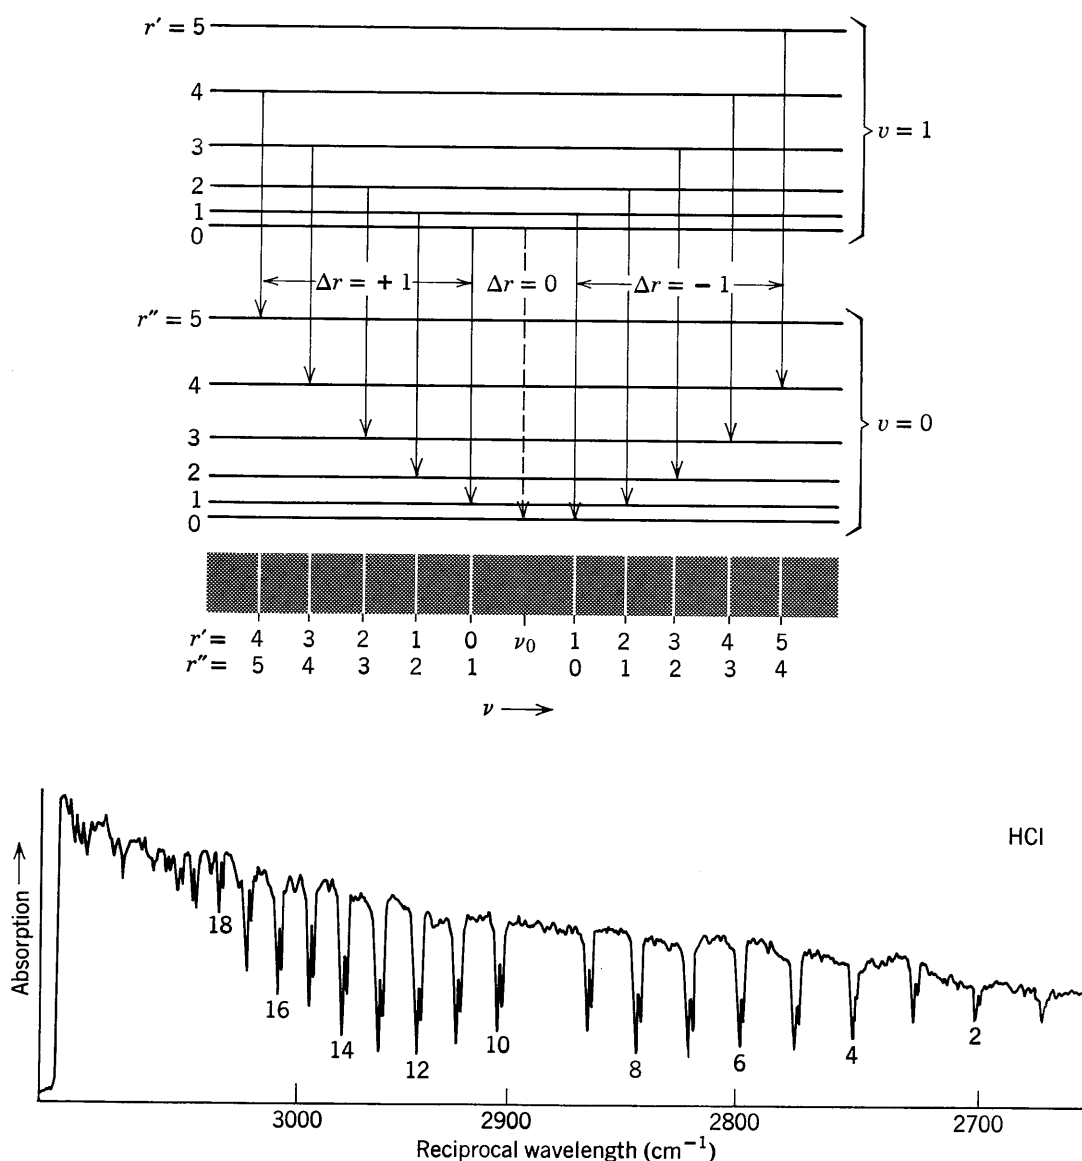 r′ = 5
4
3
2
1
0
v = 1
Δr = + 1
Δr = 0
Δr = − 1
r″ = 5
4
3
2
1
0
v = 0
r′ = 4 3 2 1 0 ν₀ 1 2 3 4 5
r″ = 5 4 3 2 1 0 1 2 3 4
ν
HCl
Absorption
18
16
14
12
10
8
6
4
2
3000 2900 2800 2700
Reciprocal wavelength (cm⁻¹)